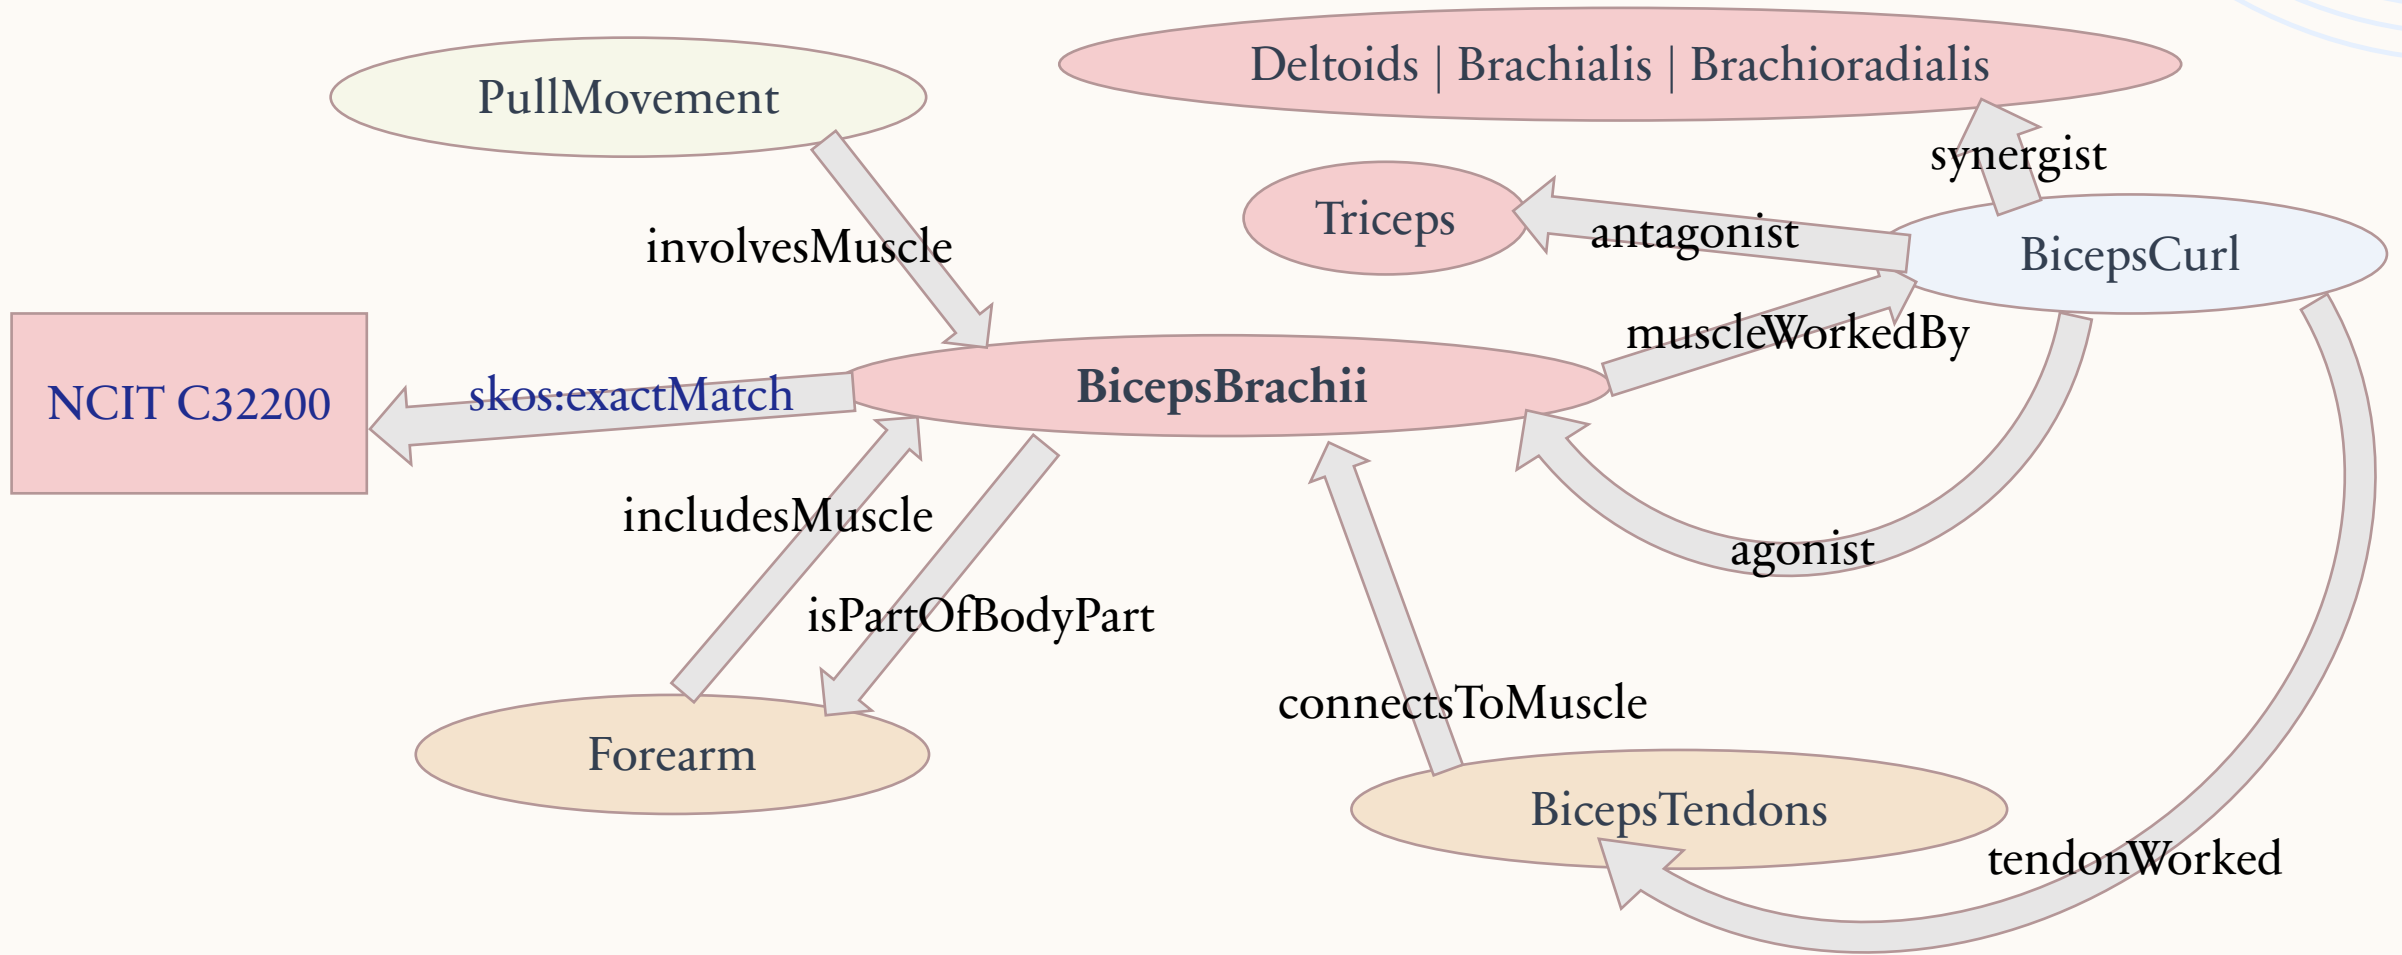 Deltoids | Brachialis | Brachioradialis
PullMovement
synergist
Triceps
antagonist
BicepsCurl
involvesMuscle
muscleWorkedBy
NCIT C32200
skos:exactMatch
BicepsBrachii
includesMuscle
agonist
isPartOfBodyPart
connectsToMuscle
Forearm
BicepsTendons
tendonWorked